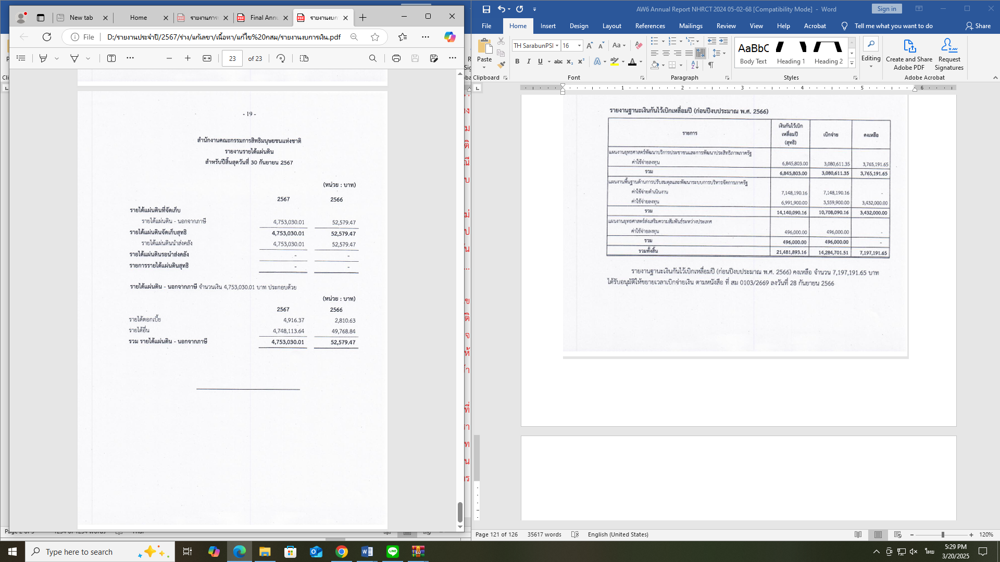 New tab
Home
รายงานการ
Final Annu
รายงานงบก
File
D:/รายงานประจำปี/2567/ร่าง/แก้เลขา/เนื้อหา/แก้ไข%20กสม/รายงานงบการเงิน.pdf
23
of 23
- 19 -
สำนักงานคณะกรรมการสิทธิมนุษยชนแห่งชาติ
รายงานรายได้แผ่นดิน
สำหรับปีสิ้นสุดวันที่ 30 กันยายน 2567
(หน่วย : บาท)
2567 2566
รายได้แผ่นดินที่จัดเก็บ
รายได้แผ่นดิน - นอกจากภาษี 4,753,030.01 52,579.47
รายได้แผ่นดินจัดเก็บสุทธิ 4,753,030.01 52,579.47
รายได้แผ่นดินนำส่งคลัง 4,753,030.01 52,579.47
รายได้แผ่นดินรอนำส่งคลัง - -
รายการรายได้แผ่นดินสุทธิ - -
รายได้แผ่นดิน - นอกจากภาษี จำนวนเงิน 4,753,030.01 บาท ประกอบด้วย
(หน่วย : บาท)
2567 2566
รายได้ดอกเบี้ย 4,916.37 2,810.63
รายได้อื่น 4,748,113.64 49,768.84
รวม รายได้แผ่นดิน - นอกจากภาษี 4,753,030.01 52,579.47
AW6 Annual Report NHRCT 2024 05-02-68 [Compatibility Mode] - Word
Sign in
File Home Insert Design Layout References Mailings Review View Help Acrobat Tell me what you want to do Share
Paste
TH SarabunPSI 16
AaBbC
Body Text Heading 1 Heading 2
Editing
Create and Share Adobe PDF
Request Signatures
Clipboard Font Paragraph Styles Adobe Acrobat
1 2 3 4 5 6
รายงานฐานะเงินกันไว้เบิกเหลื่อมปี (ก่อนปีงบประมาณ พ.ศ. 2566)
รายการ เงินกันไว้เบิกเหลื่อมปี (สุทธิ) เบิกจ่าย คงเหลือ
แผนงานยุทธศาสตร์พัฒนาบริการประชาชนและการพัฒนาประสิทธิภาพภาครัฐ
ค่าใช้จ่ายลงทุน 6,845,803.00 3,080,611.35 3,765,191.65
รวม 6,845,803.00 3,080,611.35 3,765,191.65
แผนงานพื้นฐานด้านการปรับสมดุลและพัฒนาระบบการบริหารจัดการภาครัฐ
ค่าใช้จ่ายดำเนินงาน 7,148,190.16 7,148,190.16 -
ค่าใช้จ่ายลงทุน 6,991,900.00 3,559,900.00 3,432,000.00
รวม 14,140,090.16 10,708,090.16 3,432,000.00
แผนงานยุทธศาสตร์ส่งเสริมความสัมพันธ์ระหว่างประเทศ
ค่าใช้จ่ายลงทุน 496,000.00 496,000.00 -
รวม 496,000.00 496,000.00 -
รวมทั้งสิ้น 21,481,893.16 14,284,701.51 7,197,191.65
รายงานฐานะเงินกันไว้เบิกเหลื่อมปี (ก่อนปีงบประมาณ พ.ศ. 2566) คงเหลือ จำนวน 7,197,191.65 บาท
ได้รับอนุมัติให้ขยายเวลาเบิกจ่ายเงิน ตามหนังสือ ที่ สม 0103/2669 ลงวันที่ 28 กันยายน 2566
Page 121 of 126 35617 words English (United States) 120%
Type here to search
ไทย
5:29 PM
3/20/2025